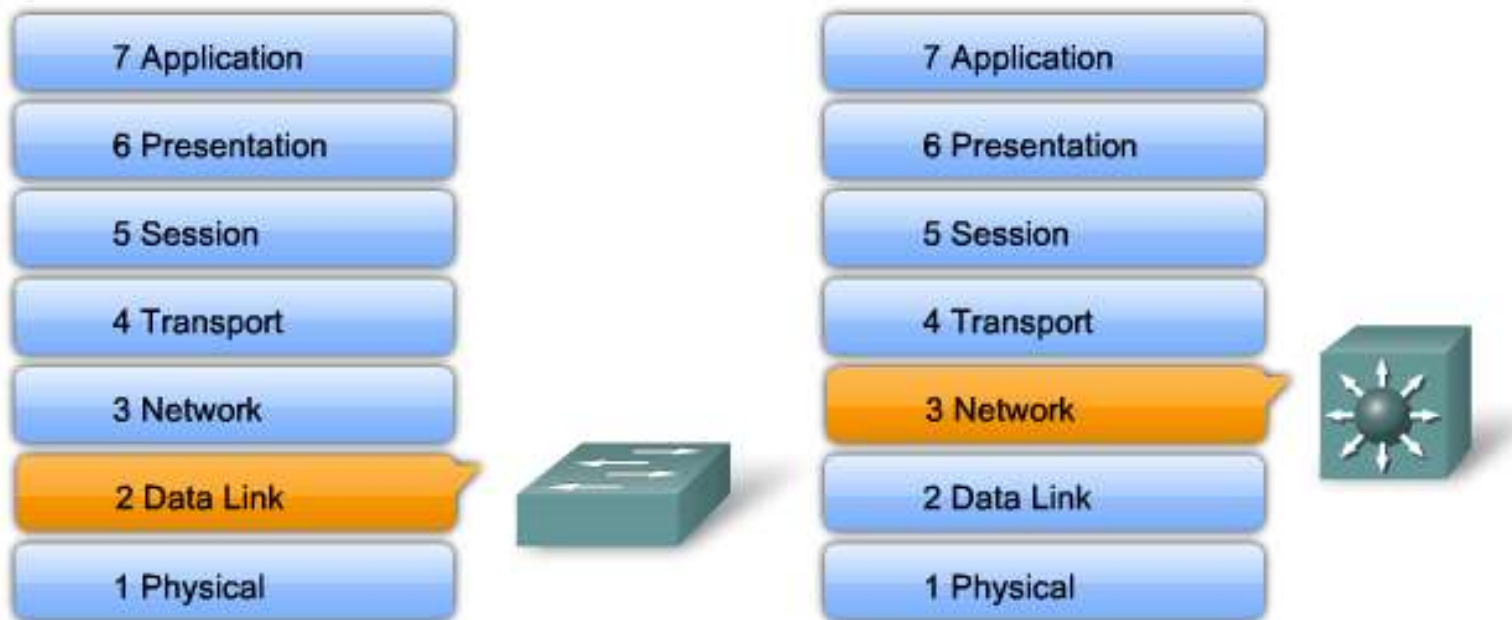 7 Application
6 Presentation
5 Session
4 Transport
3 Network
2 Data Link
1 Physical
7 Application
6 Presentation
5 Session
4 Transport
3 Network
2 Data Link
1 Physical